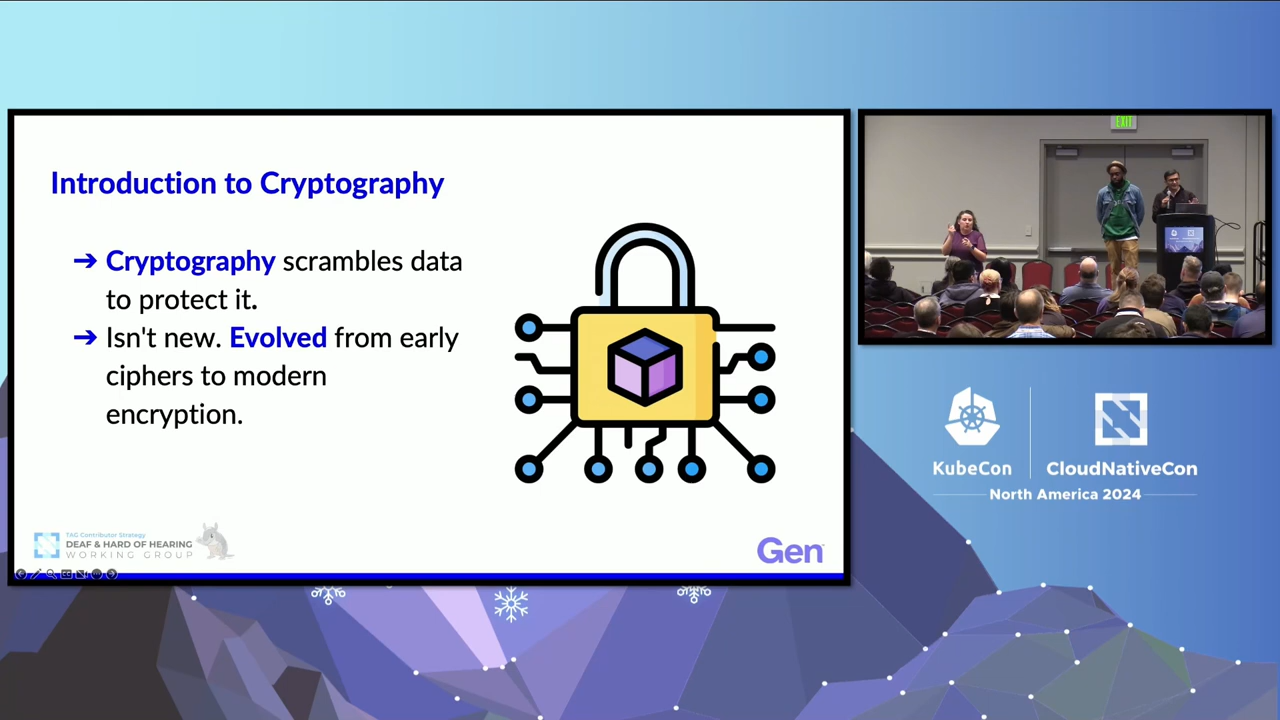 Introduction to Cryptography
➔ Cryptography scrambles data
to protect it.
➔ Isn't new. Evolved from early
ciphers to modern
encryption.
TAG Contributor Strategy
DEAF & HARD OF HEARING
WORKING GROUP
Gen
EXIT
KubeCon
CloudNativeCon
North America 2024